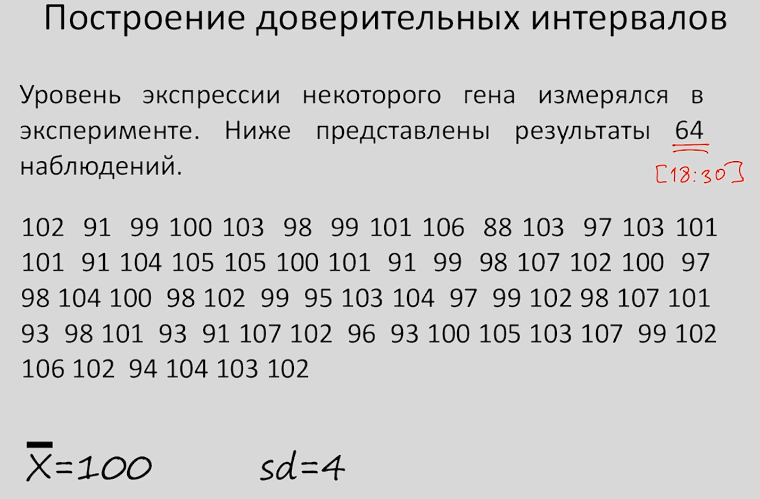 Построение доверительных интервалов
Уровень экспрессии некоторого гена измерялся в
эксперименте. Ниже представлены результаты 64
[18:30]
наблюдений.
102 91 99 100 103 98 99 101 106 88 103 97 103 101
101 91 104 105 105 100 101 91 99 98 107 102 100 97
98 104 100 98 102 99 95 103 104 97 99 102 98 107 101
93 98 101 93 91 107 102 96 93 100 105 103 107 99 102
106 102 94 104 103 102
X̅=100 sd=4